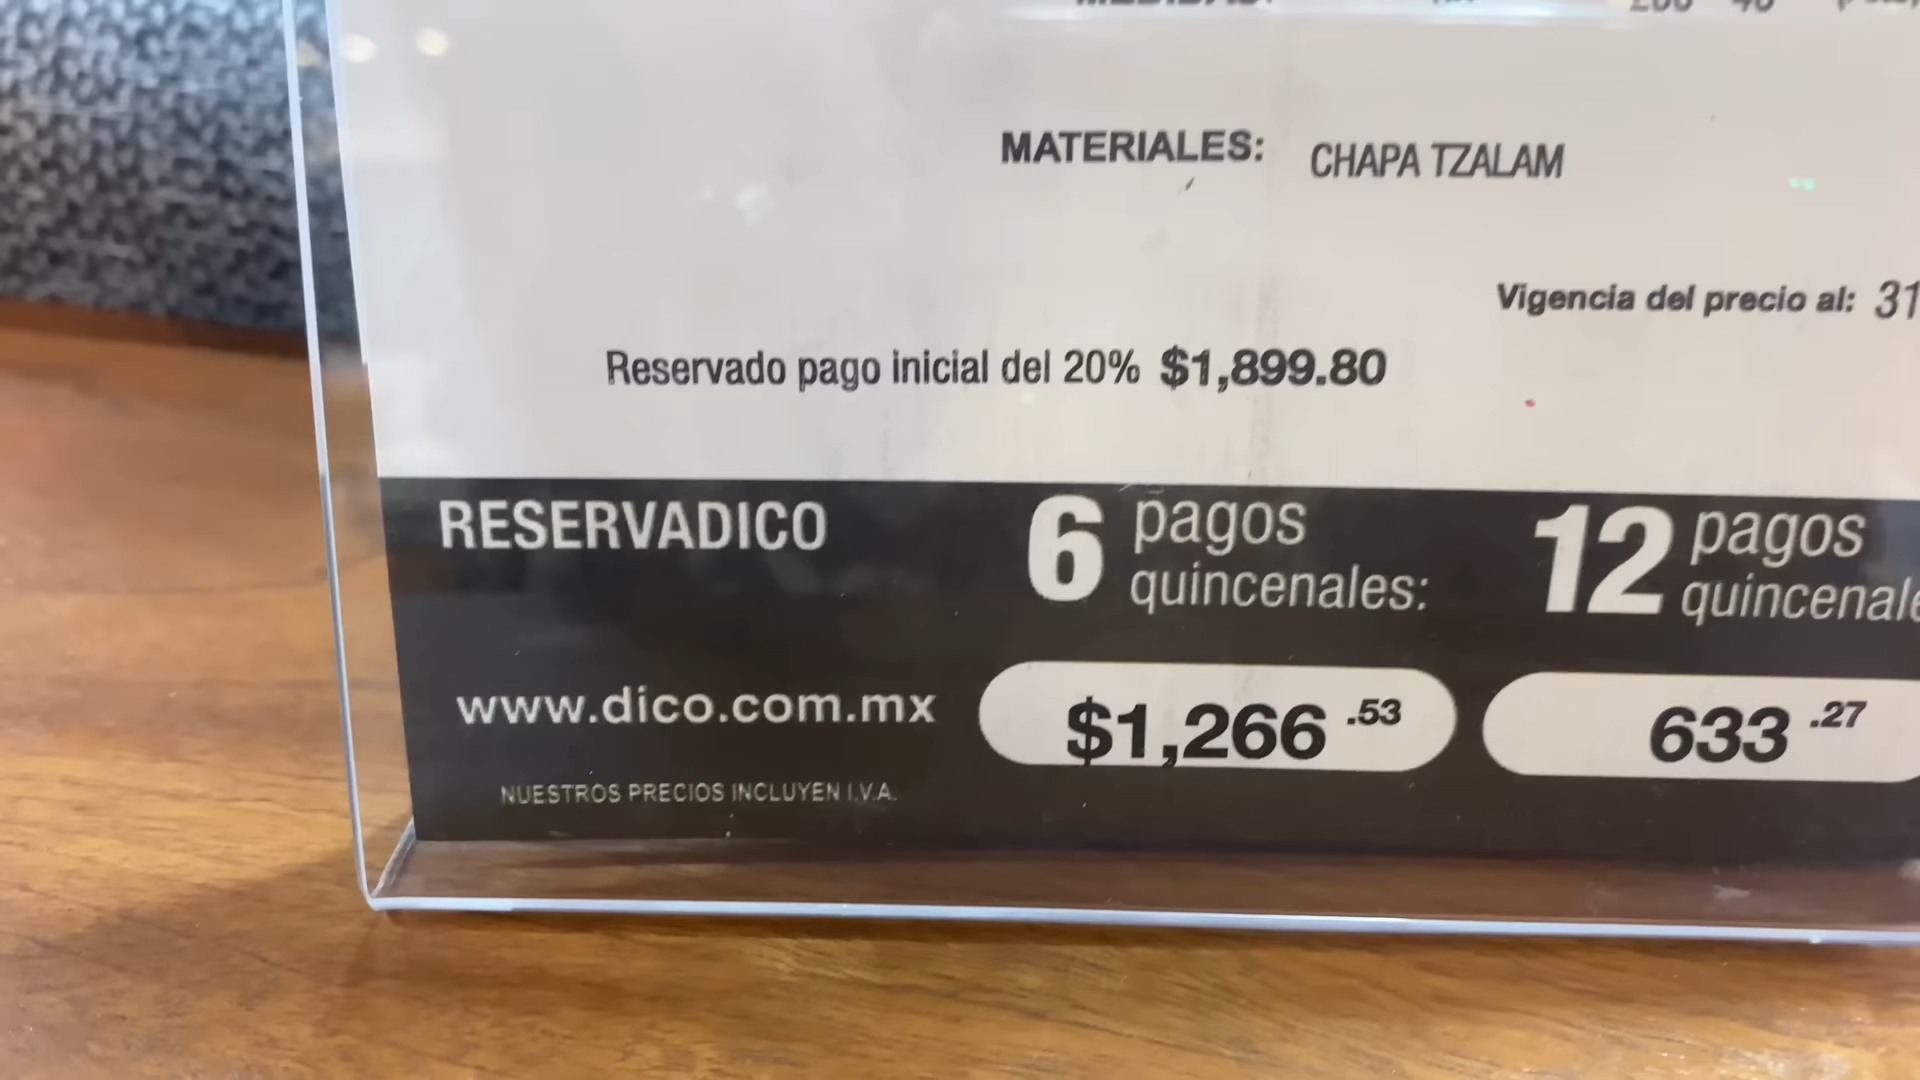 MATERIALES: CHAPA TZALAM
Vigencia del precio al: 31
Reservado pago inicial del 20% $1,899.80
RESERVADICO
6 pagos quincenales:
12 pagos
www.dico.com.mx
$1,266 .53
633 .27
NUESTROS PRECIOS INCLUYEN I.V.A.